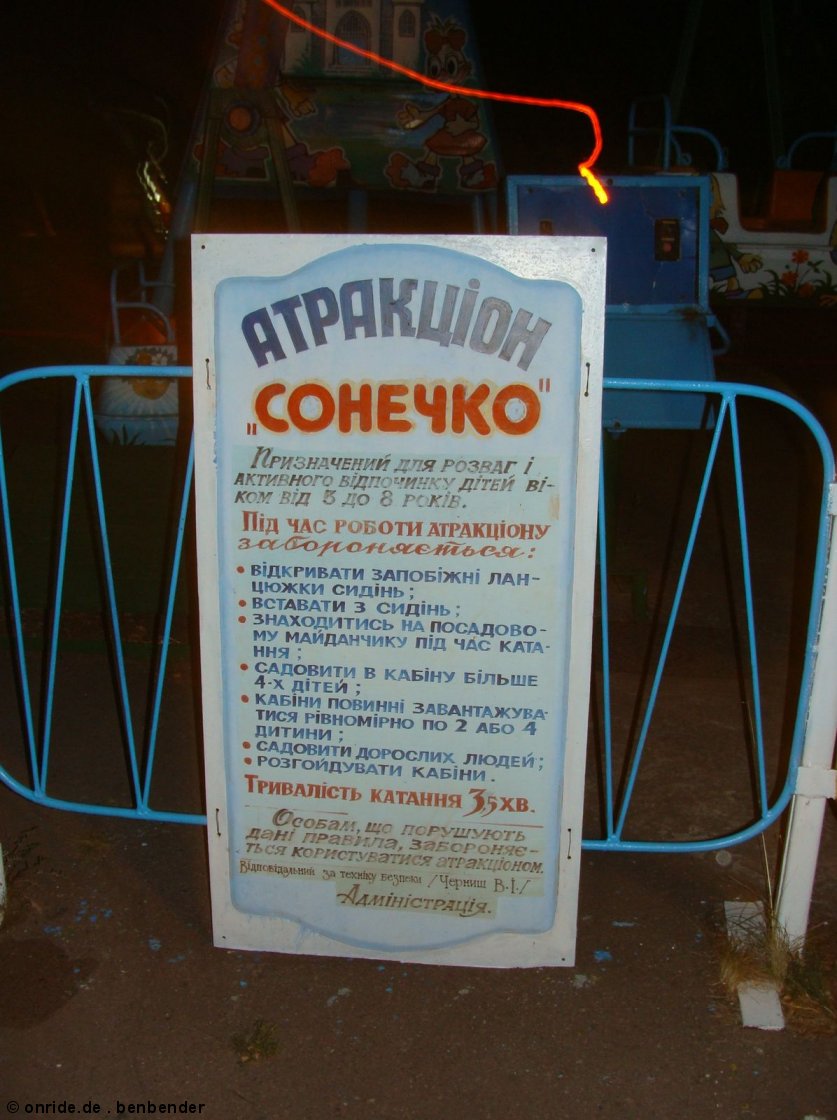 АТРАКЦІОН
„СОНЕЧКО"
Призначений для розваг і
активного відпочинку дітей ві-
ком від 3 до 8 років.
Під час роботи атракціону
забороняється:
• відкривати запобіжні лан-
цюжки сидінь;
• вставати з сидінь;
• знаходитись на посадово-
му майданчику під час ката-
ння;
• садовити в кабіну більше
4-х дітей;
• кабіни повинні завантажува-
тися рівномірно по 2 або 4
дитини;
• садовити дорослих людей;
• розгойдувати кабіни.
Тривалість катання 3,5 хв.
Особам, що порушують
дані правила, забороняє-
ться користуватися атракціоном.
Відповідальний за техніку безпеки /Черниш В.І./
Адміністрація.
© onride.de . benbender